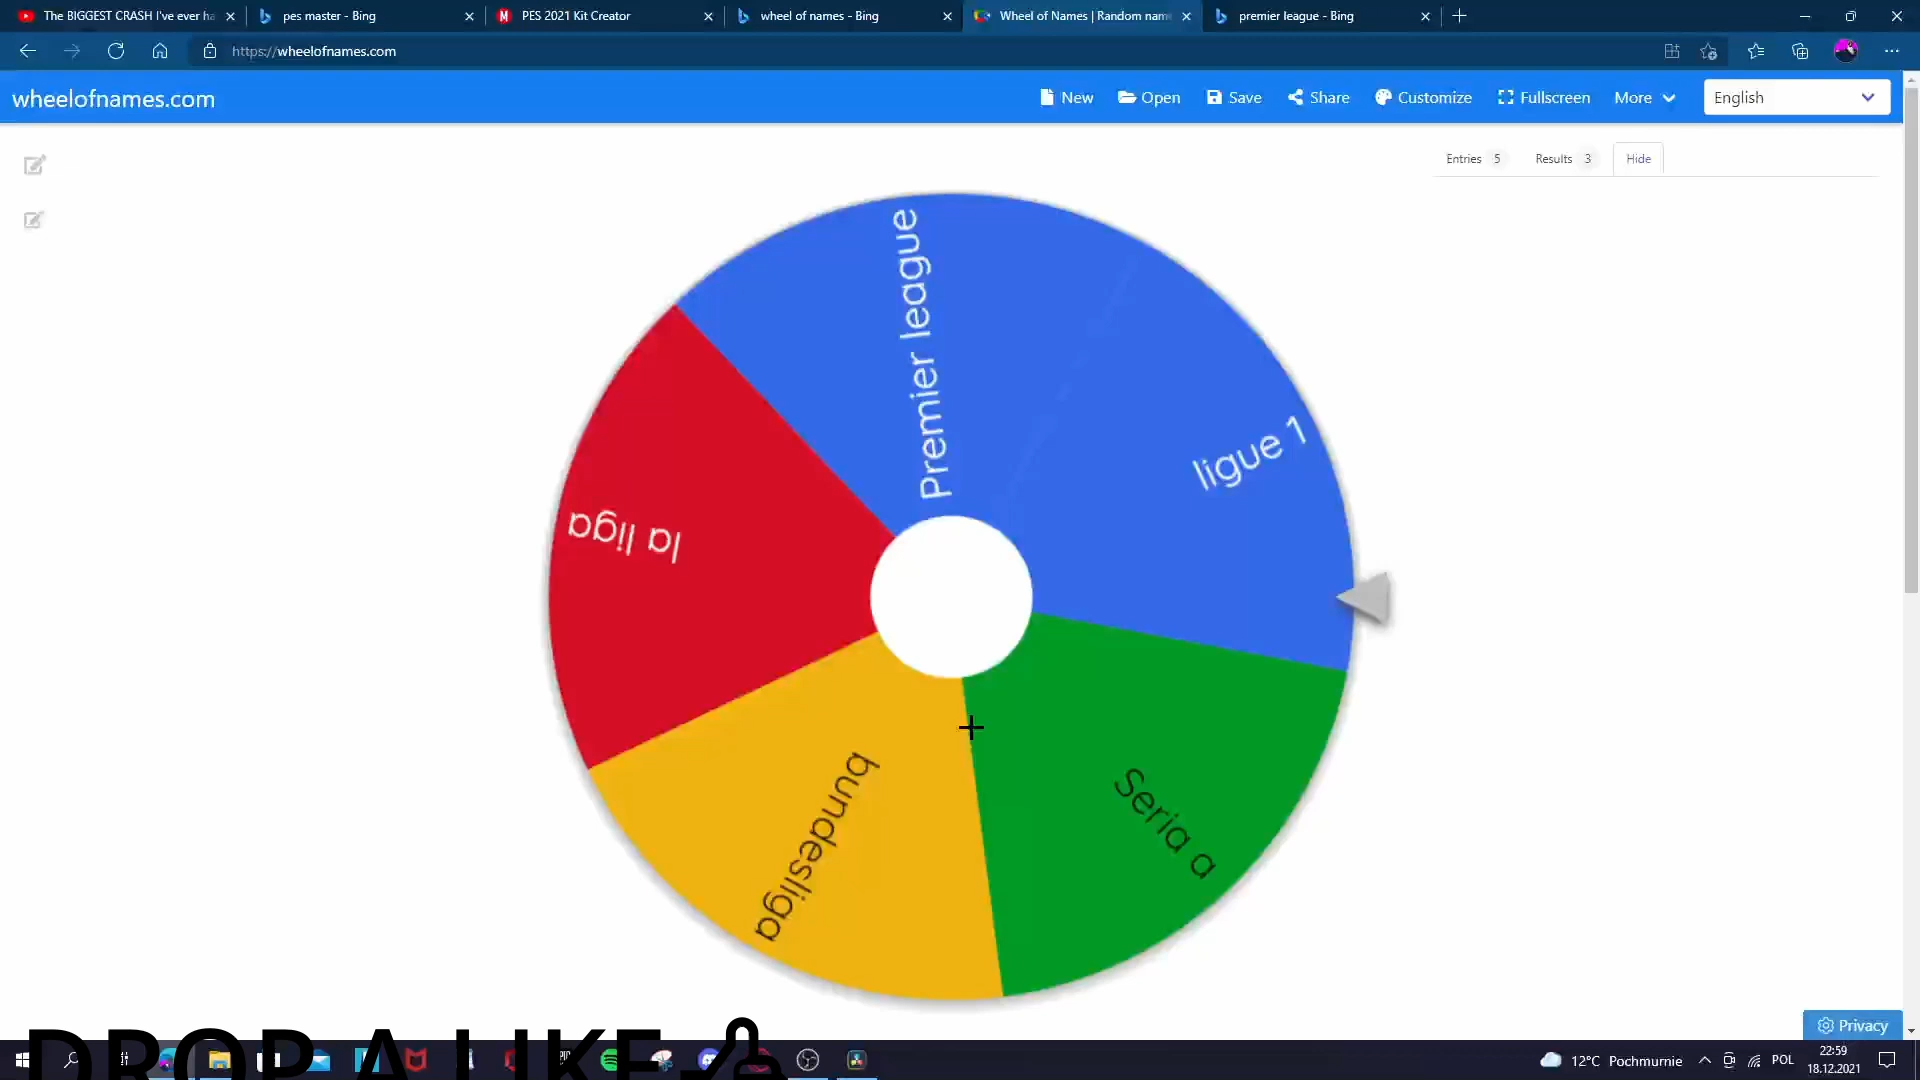 The BIGGEST CRASH I've ever ha
pes master - Bing
PES 2021 Kit Creator
wheel of names - Bing
Wheel of Names | Random nam
premier league - Bing
https://wheelofnames.com
wheelofnames.com
New
Open
Save
Share
Customize
Fullscreen
More
English
Entries 5
Results 3
Hide
Premier league
ligue 1
la liga
bundesliga
Seria a
Privacy
DROP A LIKE
12°C Pochmurnie
POL
22:59
18.12.2021